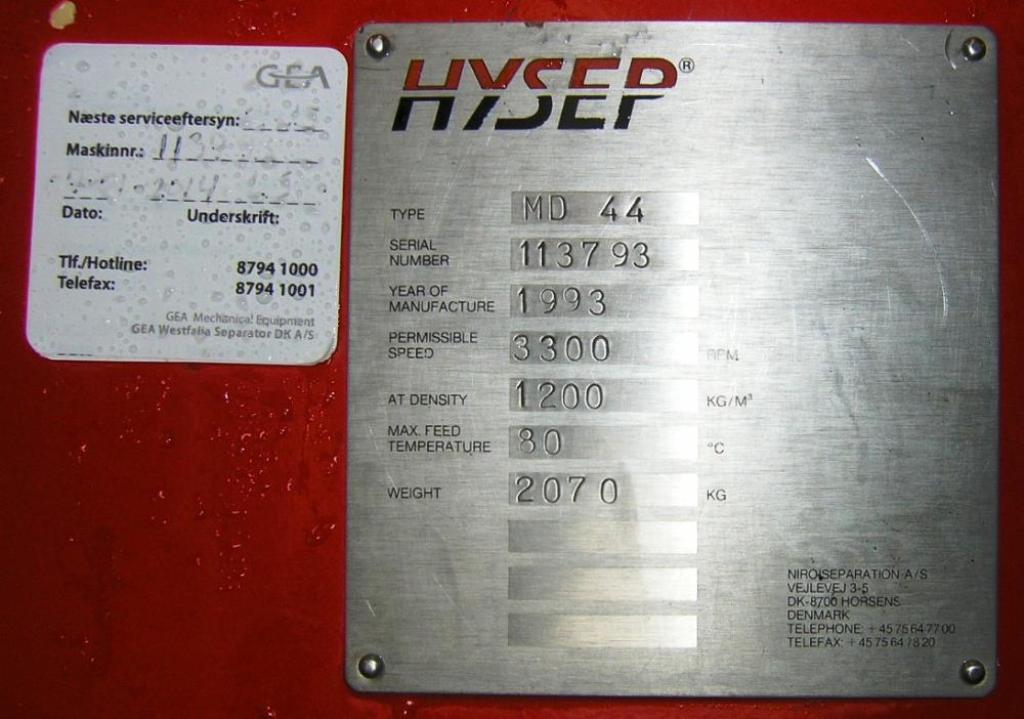 GEA
Næste serviceeftersyn:
Maskinnr.:
Dato: Underskrift:
Tlf./Hotline: 8794 1000
Telefax: 8794 1001
GEA Mechanical Equipment
GEA Westfalia Separator DK A/S
HYSEP®
TYPE MD 44
SERIAL
NUMBER 113793
YEAR OF
MANUFACTURE 1993
PERMISSIBLE
SPEED 3300 RPM
AT DENSITY 1200 KG/M³
MAX. FEED
TEMPERATURE 80 °C
WEIGHT 2070 KG
NIRO SEPARATION A/S
VEJLEVEJ 3-5
DK-8700 HORSENS
DENMARK
TELEPHONE: +45 75 64 77 00
TELEFAX: +45 75 64 78 20